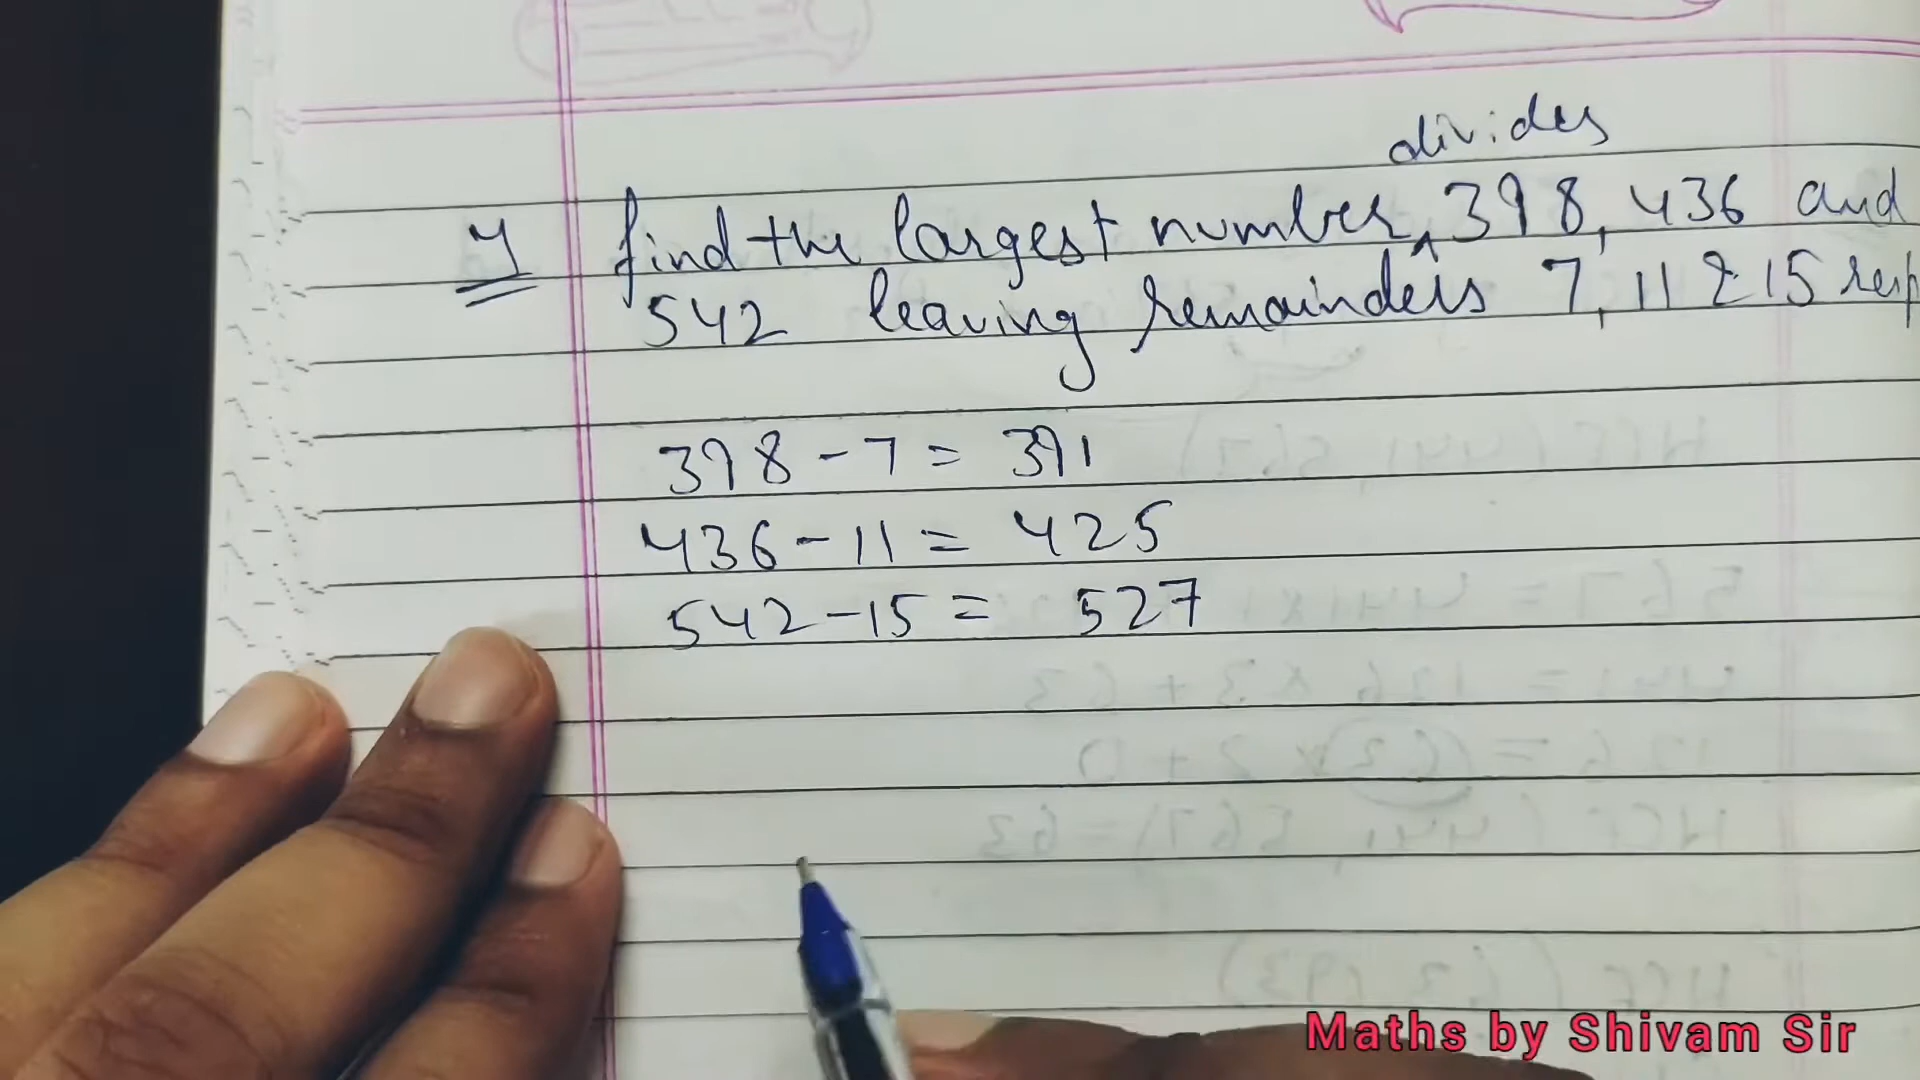 divides
y find the largest number ^ 398, 436 and
542 leaving remainders 7, 11 & 15 resp
398 - 7 = 391
436 - 11 = 425
542 - 15 = 527
Maths by Shivam Sir